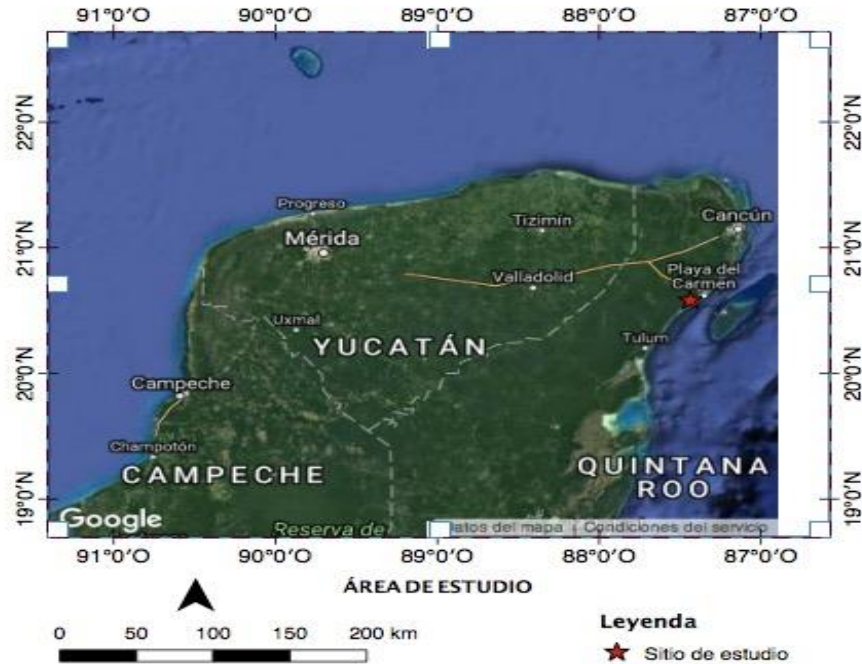 91°0'O 90°0'O 89°0'O 88°0'O 87°0'O
22°0'N 22°0'N
Progreso
Tizimín
Cancún
Mérida
21°0'N 21°0'N
Valladolid
Playa del
Carmen
Uxmal
YUCATÁN
Tulum
20°0'N 20°0'N
Campeche
Champotón
CAMPECHE
QUINTANA
ROO
19°0'N 19°0'N
Google
Reserva de
del mapa
Condiciones del servicio
91°0'O 90°0'O 89°0'O 88°0'O 87°0'O
ÁREA DE ESTUDIO
0 50 100 150 200 km
Leyenda
Sitio de estudio